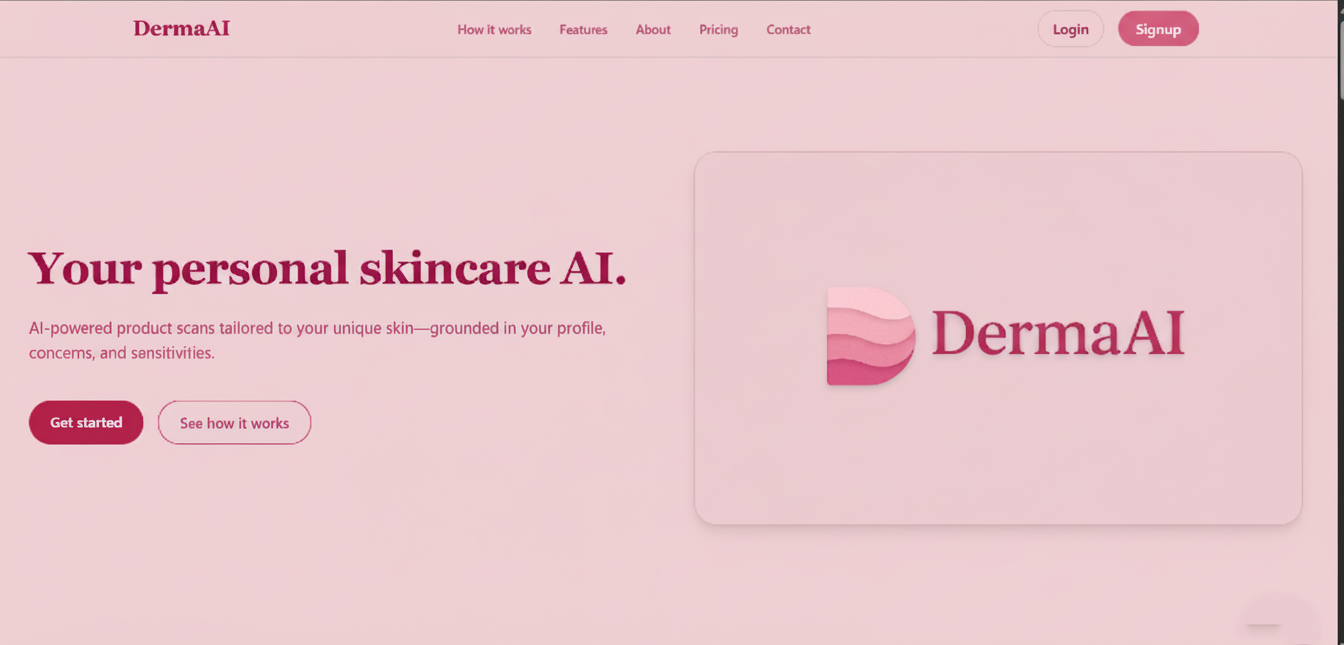 DermaAI
How it works
Features
About
Pricing
Contact
Login
Signup
Your personal skincare AI.
AI-powered product scans tailored to your unique skin—grounded in your profile,
concerns, and sensitivities.
Get started
See how it works
DermaAI